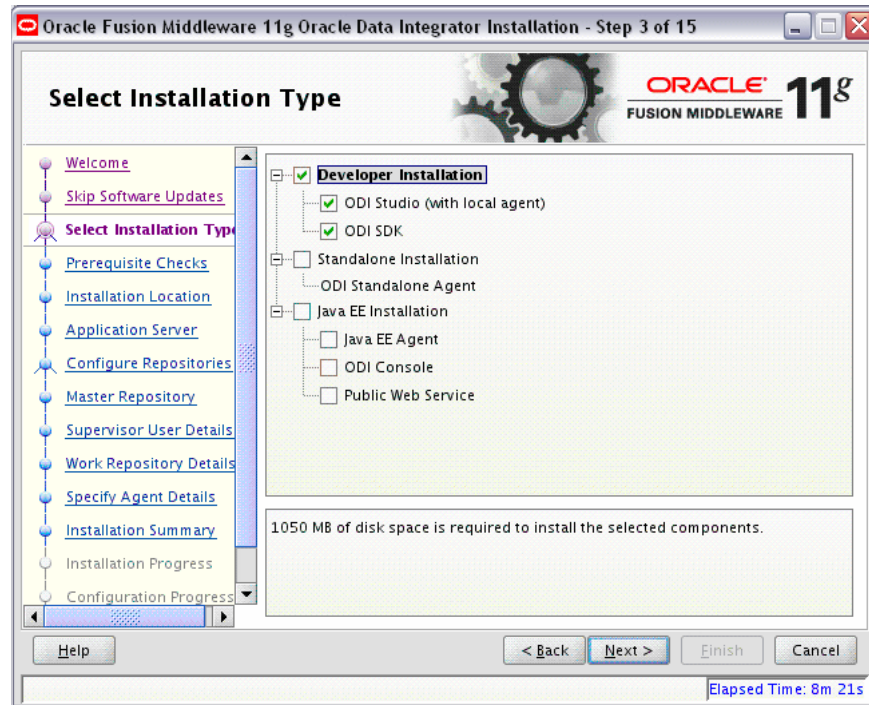 Oracle Fusion Middleware 11g Oracle Data Integrator Installation - Step 3 of 15
Select Installation Type
ORACLE
FUSION MIDDLEWARE
11g
Welcome
Skip Software Updates
Select Installation Type
Prerequisite Checks
Installation Location
Application Server
Configure Repositories
Master Repository
Supervisor User Details
Work Repository Details
Specify Agent Details
Installation Summary
Installation Progress
Configuration Progress
Developer Installation
ODI Studio (with local agent)
ODI SDK
Standalone Installation
ODI Standalone Agent
Java EE Installation
Java EE Agent
ODI Console
Public Web Service
1050 MB of disk space is required to install the selected components.
Help
< Back
Next >
Finish
Cancel
Elapsed Time: 8m 21s